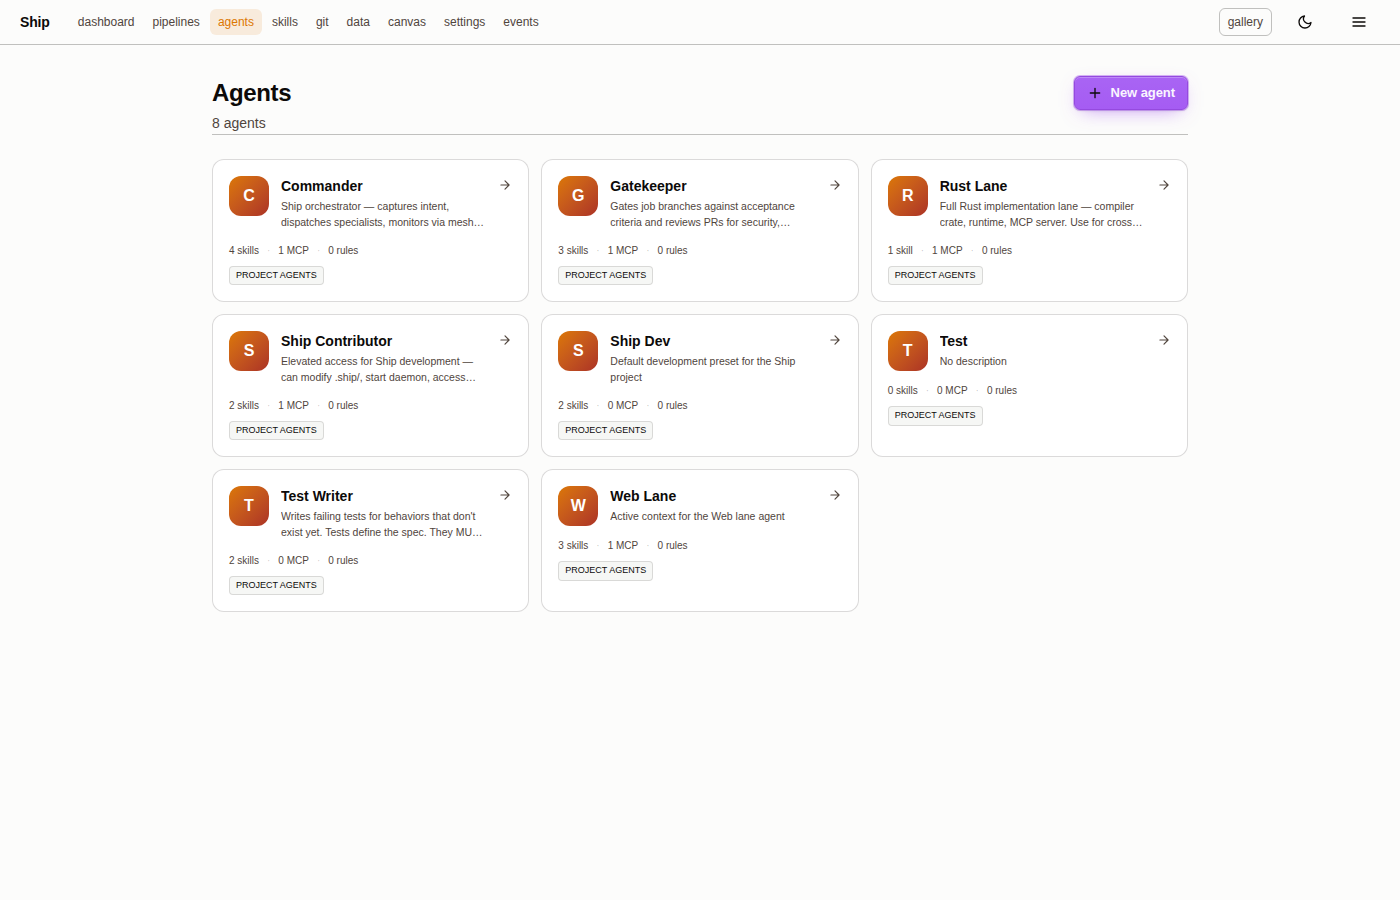 Ship dashboard pipelines agents skills git data canvas settings events gallery
Agents
New agent
8 agents
C Commander
Ship orchestrator — captures intent,
dispatches specialists, monitors via mesh…
4 skills · 1 MCP · 0 rules
PROJECT AGENTS
G Gatekeeper
Gates job branches against acceptance
criteria and reviews PRs for security,…
3 skills · 1 MCP · 0 rules
PROJECT AGENTS
R Rust Lane
Full Rust implementation lane — compiler
crate, runtime, MCP server. Use for cross…
1 skill · 1 MCP · 0 rules
PROJECT AGENTS
S Ship Contributor
Elevated access for Ship development —
can modify .ship/, start daemon, access…
2 skills · 1 MCP · 0 rules
PROJECT AGENTS
S Ship Dev
Default development preset for the Ship
project
2 skills · 0 MCP · 0 rules
PROJECT AGENTS
T Test
No description
0 skills · 0 MCP · 0 rules
PROJECT AGENTS
T Test Writer
Writes failing tests for behaviors that don't
exist yet. Tests define the spec. They MU…
2 skills · 0 MCP · 0 rules
PROJECT AGENTS
W Web Lane
Active context for the Web lane agent
3 skills · 1 MCP · 0 rules
PROJECT AGENTS